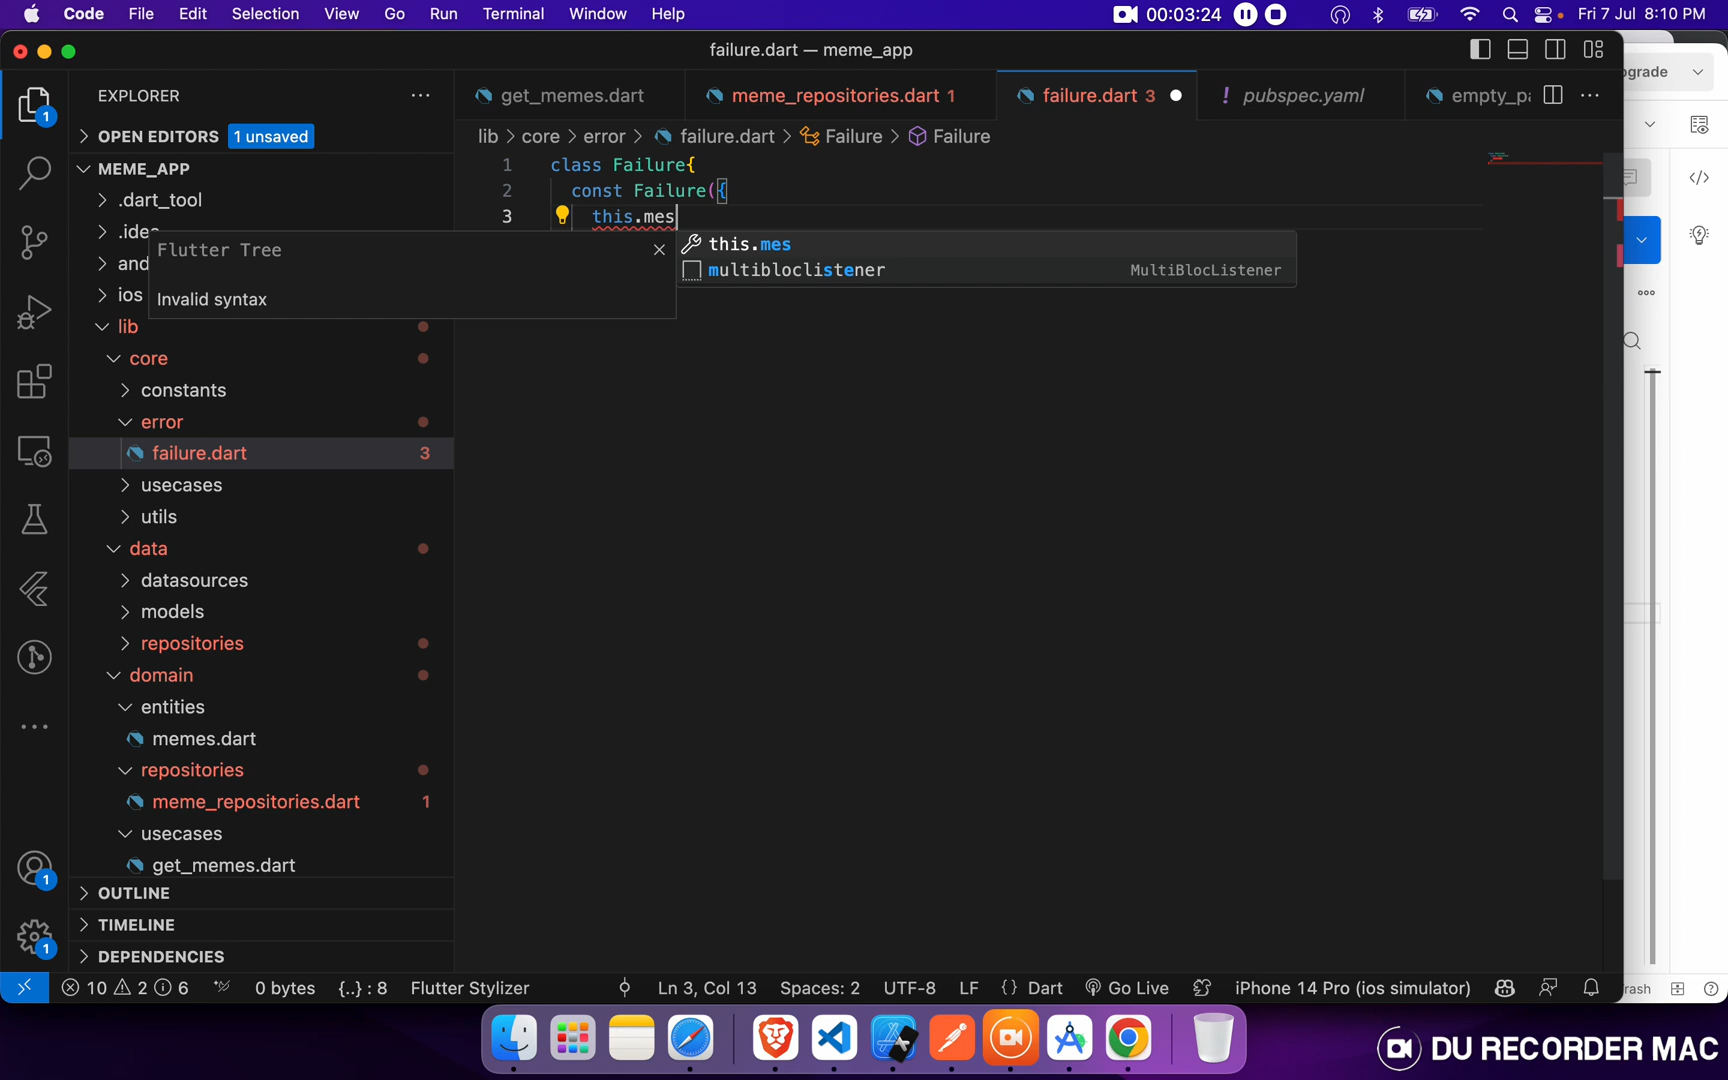 Code File Edit Selection View Go Run Terminal Window Help 00:03:24 Fri 7 Jul 8:10 PM
failure.dart — meme_app
EXPLORER
get_memes.dart meme_repositories.dart 1 failure.dart 3 ! pubspec.yaml
OPEN EDITORS 1 unsaved
lib > core > error > failure.dart > Failure > Failure
MEME_APP
1 class Failure{
.dart_tool
2 const Failure({
3 this.mes
Flutter Tree
this.mes
and
multibloclistener MultiBlocListener
ios
Invalid syntax
lib
core
constants
error
failure.dart 3
usecases
utils
data
datasources
models
repositories
domain
entities
memes.dart
repositories
meme_repositories.dart 1
usecases
1 get_memes.dart
OUTLINE
TIMELINE
1 DEPENDENCIES
10 2 6 0 bytes {..} : 8 Flutter Stylizer Ln 3, Col 13 Spaces: 2 UTF-8 LF {} Dart Go Live iPhone 14 Pro (ios simulator)
DU RECORDER MAC